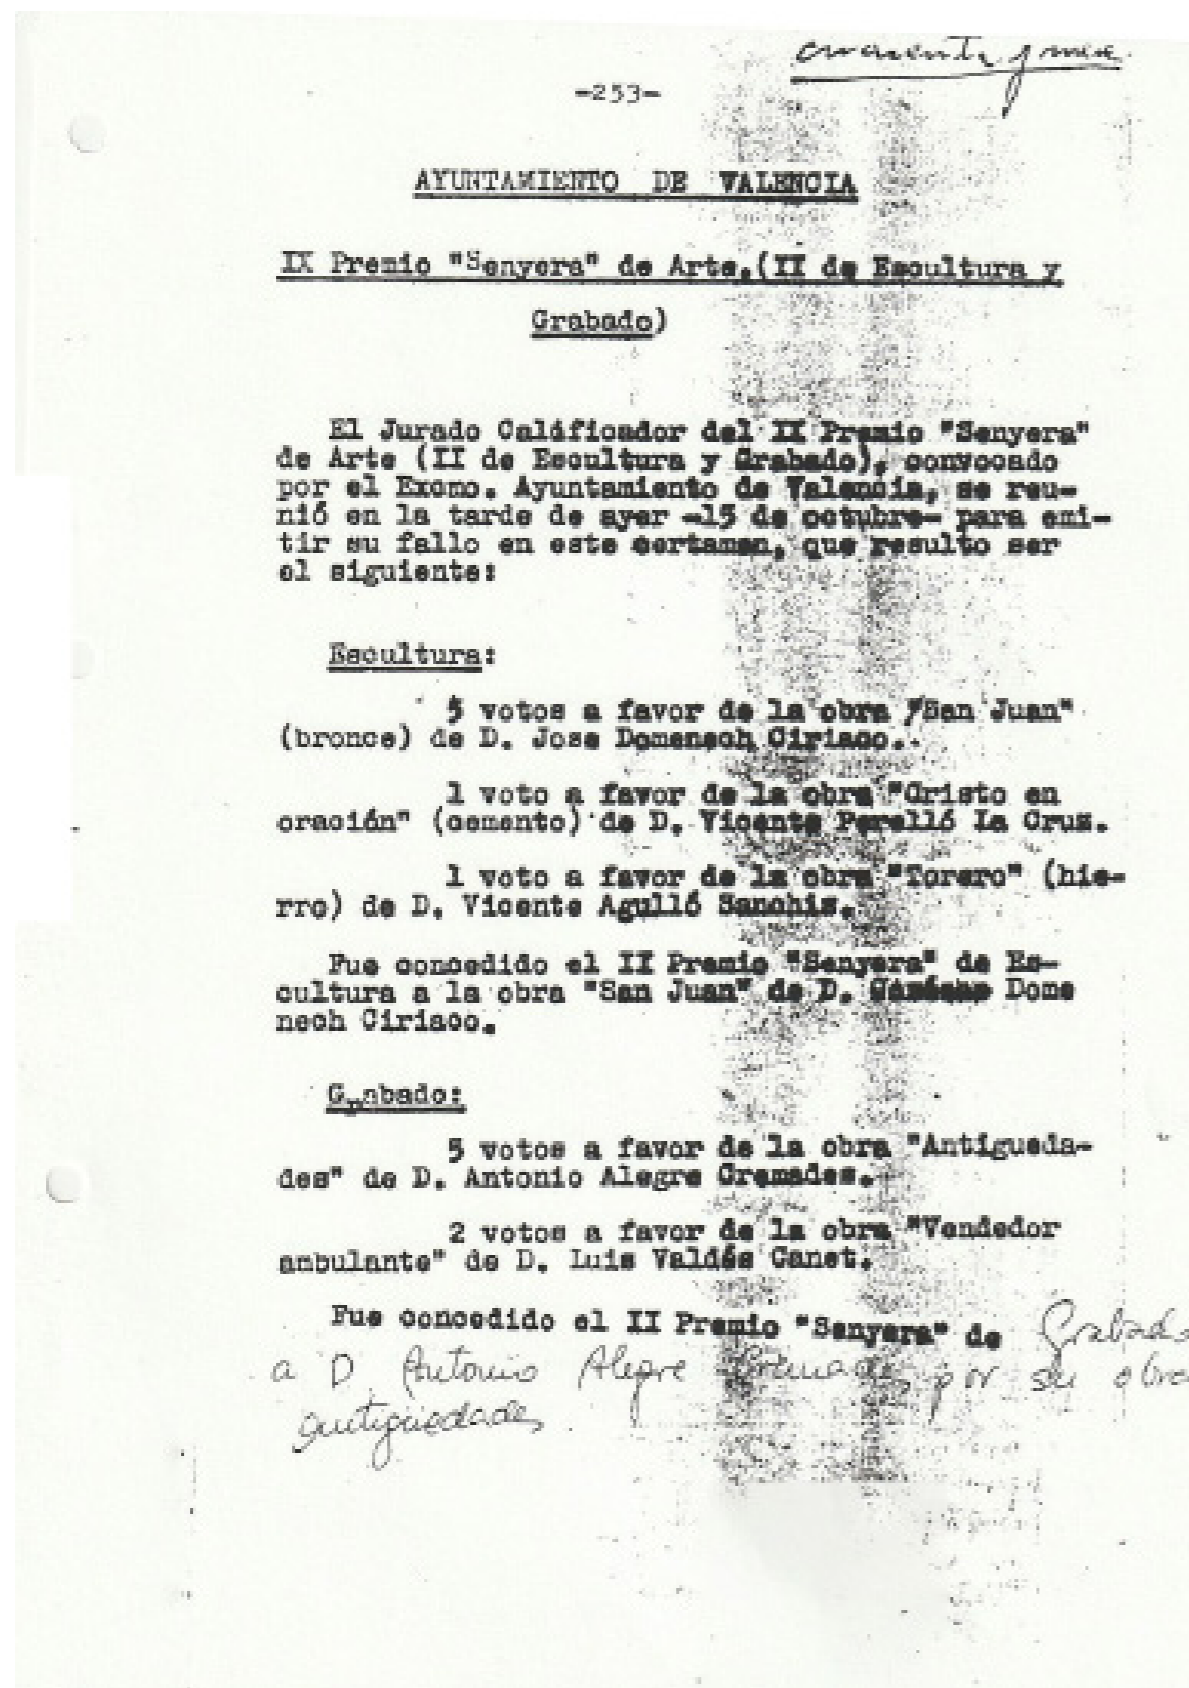 cuarenta y nueve.
-253-
AYUNTAMIENTO DE VALENCIA
IX Premio "Senyera" de Arte.(II de Escultura y
Grabado)
El Jurado Calificador del IX Premio "Senyera"
de Arte (II de Escultura y Grabado), convocado
por el Excmo. Ayuntamiento de Valencia, se reu-
nió en la tarde de ayer -15 de octubre- para emi-
tir su fallo en este certamen, que resulto ser
el siguiente:
Escultura:
5 votos a favor de la obra "San Juan"
(bronce) de D. Jose Domenech Ciriaco.
1 voto a favor de la obra "Cristo en
oración" (cemento) de D. Vicente Perelló La Cruz.
1 voto a favor de la obra "Torero" (hie-
rro) de D. Vicente Agulló Sanchis.
Fue concedido el II Premio "Senyera" de Es-
cultura a la obra "San Juan" de D. Dome
nech Ciriaco.
Grabado:
5 votos a favor de la obra "Antigueda-
des" de D. Antonio Alegre Cremades.
2 votos a favor de la obra "Vendedor
ambulante" de D. Luis Valdés Canet.
Fue concedido el II Premio "Senyera" de Grabado
a D. Antonio Alegre Cremades, por su obra
antigüedades.